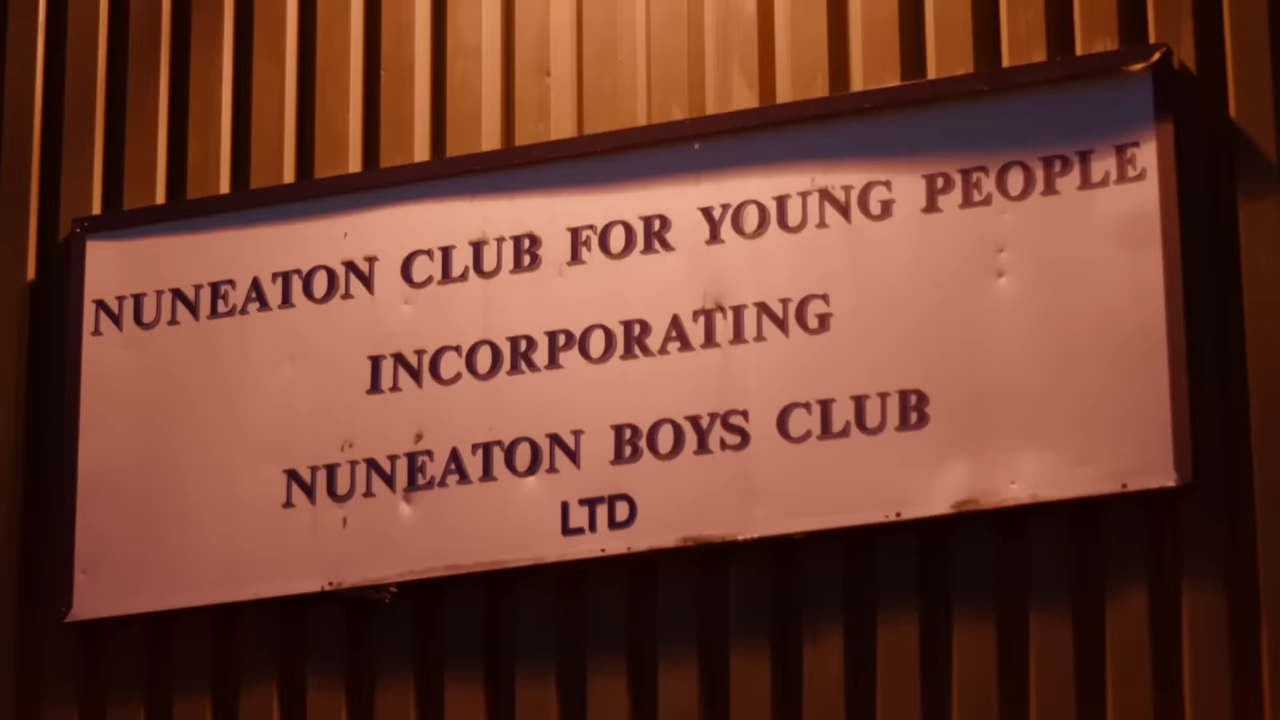 NUNEATON CLUB FOR YOUNG PEOPLE
INCORPORATING
NUNEATON BOYS CLUB
LTD